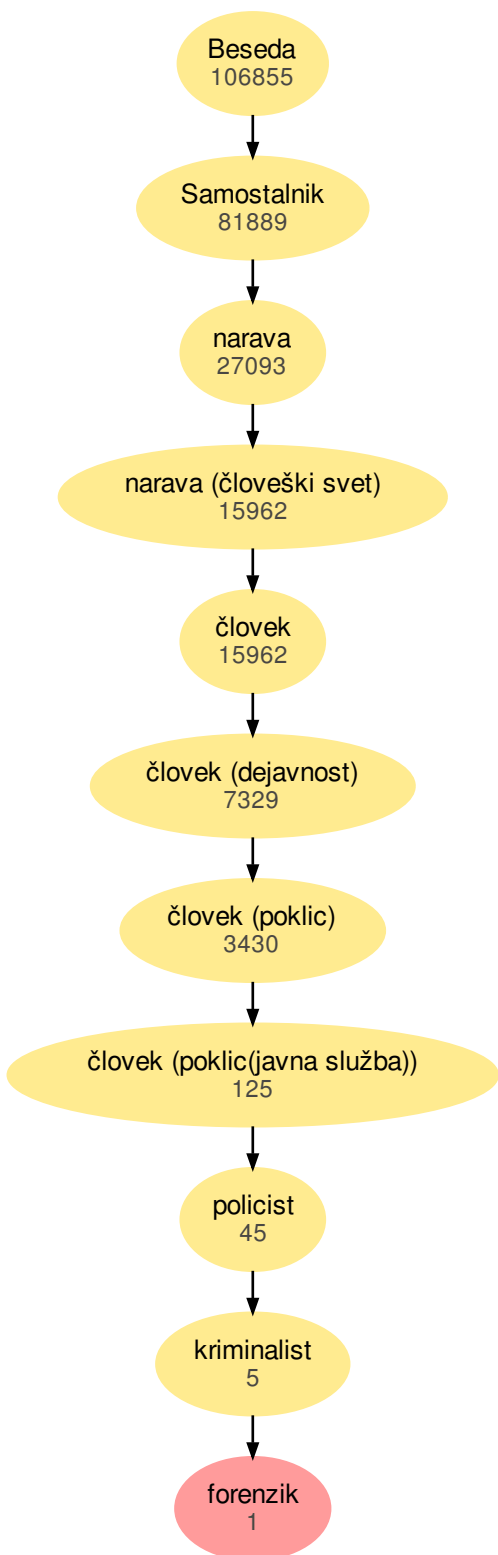 Beseda
106855
Samostalnik
81889
narava
27093
narava (človeški svet)
15962
človek
15962
človek (dejavnost)
7329
človek (poklic)
3430
človek (poklic(javna služba))
125
policist
45
kriminalist
5
forenzik
1